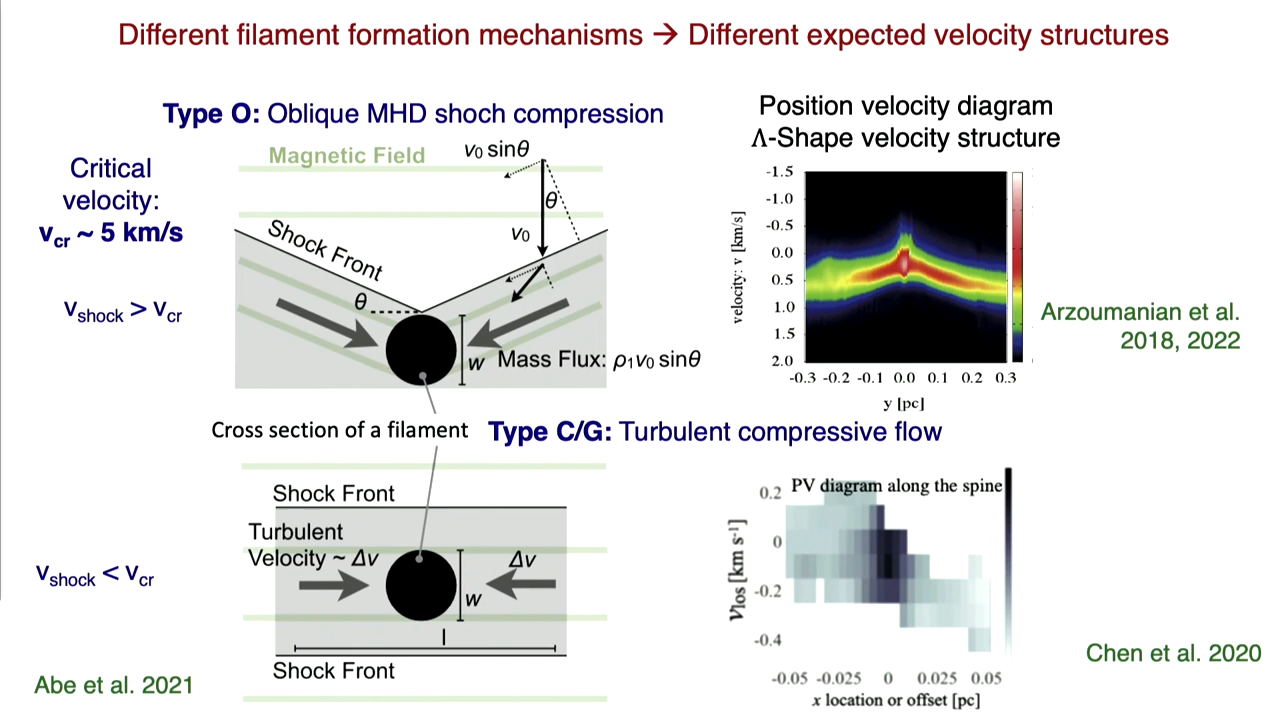 Different filament formation mechanisms → Different expected velocity structures
Type O: Oblique MHD shoch compression
Critical
velocity:
vcr ~ 5 km/s
vshock > vcr
Magnetic Field
v0 sinθ
θ
v0
Shock Front
θ
w
Mass Flux: ρ1v0 sinθ
Position velocity diagram
Λ-Shape velocity structure
-1.5
-1.0
-0.5
0.0
0.5
1.0
1.5
2.0
velocity: v [km/s]
-0.3 -0.2 -0.1 0.0 0.1 0.2 0.3
y [pc]
Arzoumanian et al.
2018, 2022
Cross section of a filament
Type C/G: Turbulent compressive flow
vshock < vcr
Shock Front
Turbulent
Velocity ~ Δv
Δv
w
l
Shock Front
Abe et al. 2021
PV diagram along the spine
0.2
0
-0.2
-0.4
vlos [km s-1]
-0.05 -0.025 0 0.025 0.05
x location or offset [pc]
Chen et al. 2020